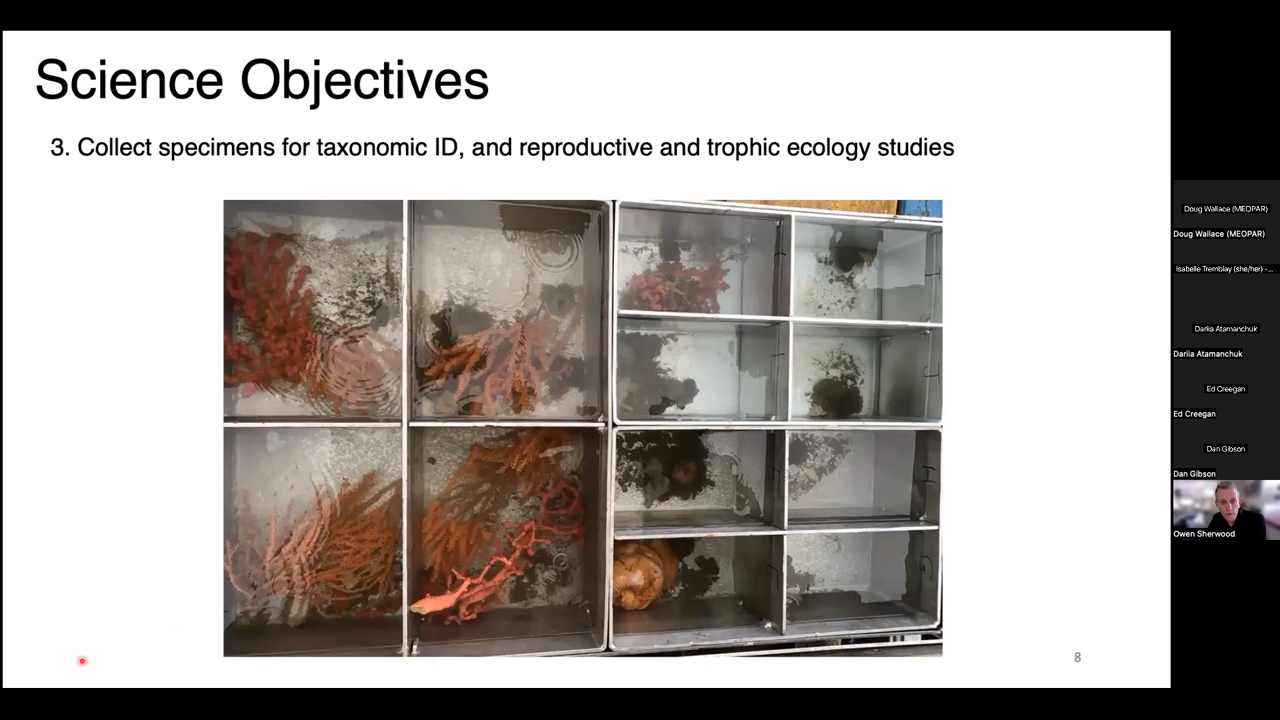 Science Objectives
3. Collect specimens for taxonomic ID, and reproductive and trophic ecology studies
8
Doug Wallace (MEOPAR)
Doug Wallace (MEOPAR)
Isabelle Tremblay (she/her) -...
Dariia Atamanchuk
Dariia Atamanchuk
Ed Creegan
Ed Creegan
Dan Gibson
Dan Gibson
Owen Sherwood